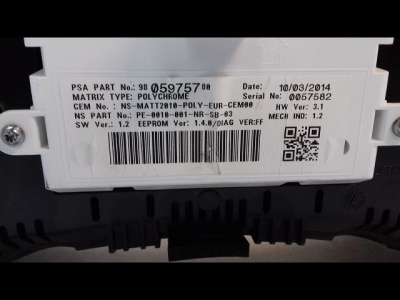 PSA PART No.: 98 059757 80 Date: 10/03/2014
MATRIX TYPE: POLYCHROME Serial No: 0057582
CEM No.: NS-MATT2010-POLY-EUR-CEM00 HW Ver: 3.1
NS PART No.: PE-0010-001-NR-SB-03 MECH IND: 1.2
SW Ver.: 1.2 EEPROM Ver: 1.4.0/DIAG VER:FF